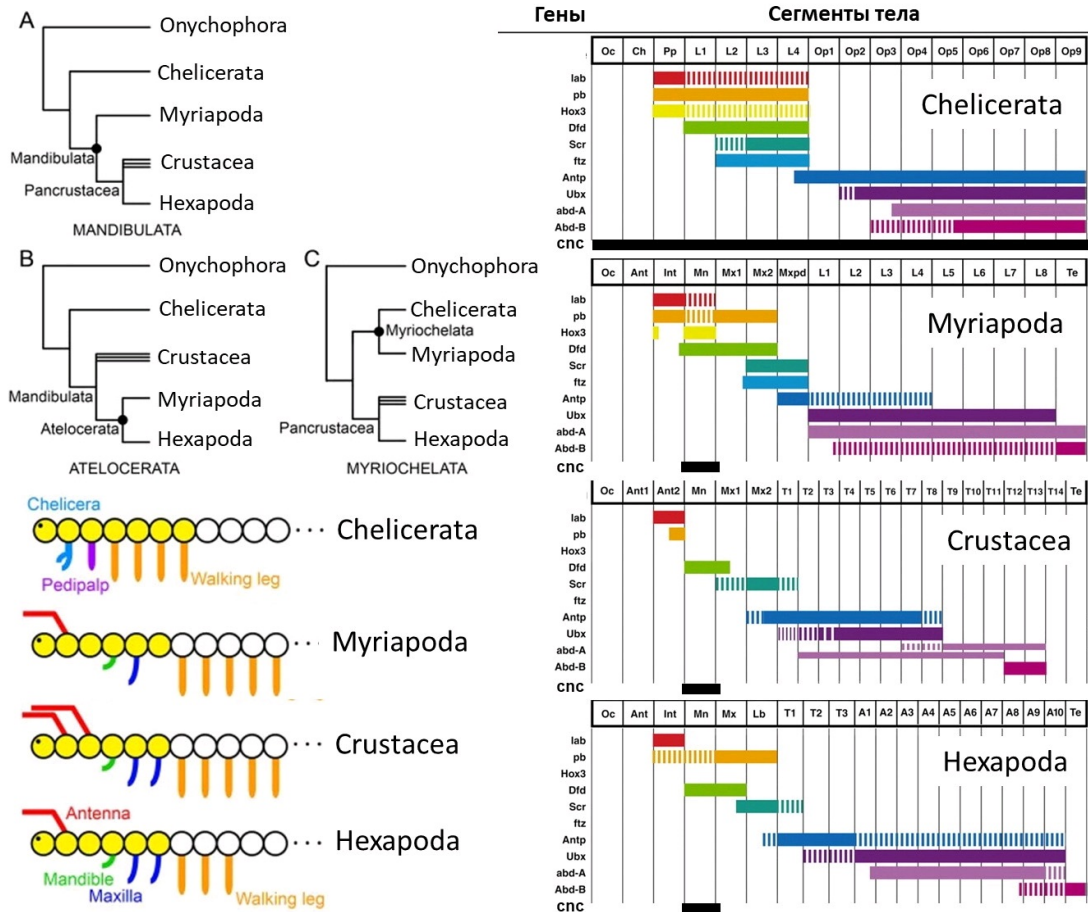 A
Onychophora
Chelicerata
Myriapoda
Mandibulata
Crustacea
Pancrustacea
Hexapoda
MANDIBULATA
B
Onychophora
Chelicerata
Crustacea
Mandibulata
Myriapoda
Atelocerata
Hexapoda
ATELOCERATA
C
Onychophora
Chelicerata
Myriochelata
Myriapoda
Crustacea
Pancrustacea
Hexapoda
MYRIOCHELATA
Chelicera
Chelicerata
Pedipalp
Walking leg
Myriapoda
Crustacea
Antenna
Hexapoda
Mandible
Maxilla
Walking leg
Гены Сегменты тела
Oc Ch Pp L1 L2 L3 L4 Op1 Op2 Op3 Op4 Op5 Op6 Op7 Op8 Op9
lab
pb
Chelicerata
Hox3
Dfd
Scr
ftz
Antp
Ubx
abd-A
Abd-B
cnc
Oc Ant Int Mn Mx1 Mx2 Mxpd L1 L2 L3 L4 L5 L6 L7 L8 Te
lab
pb
Myriapoda
Hox3
Dfd
Scr
ftz
Antp
Ubx
abd-A
Abd-B
cnc
Oc Ant1 Ant2 Mn Mx1 Mx2 T1 T2 T3 T4 T5 T6 T7 T8 T9 T10 T11 T12 T13 T14 Te
lab
pb
Crustacea
Hox3
Dfd
Scr
ftz
Antp
Ubx
abd-A
Abd-B
cnc
Oc Ant Int Mn Mx Lb T1 T2 T3 A1 A2 A3 A4 A5 A6 A7 A8 A9 A10 Te
lab
pb
Hexapoda
Hox3
Dfd
Scr
ftz
Antp
Ubx
abd-A
Abd-B
cnc